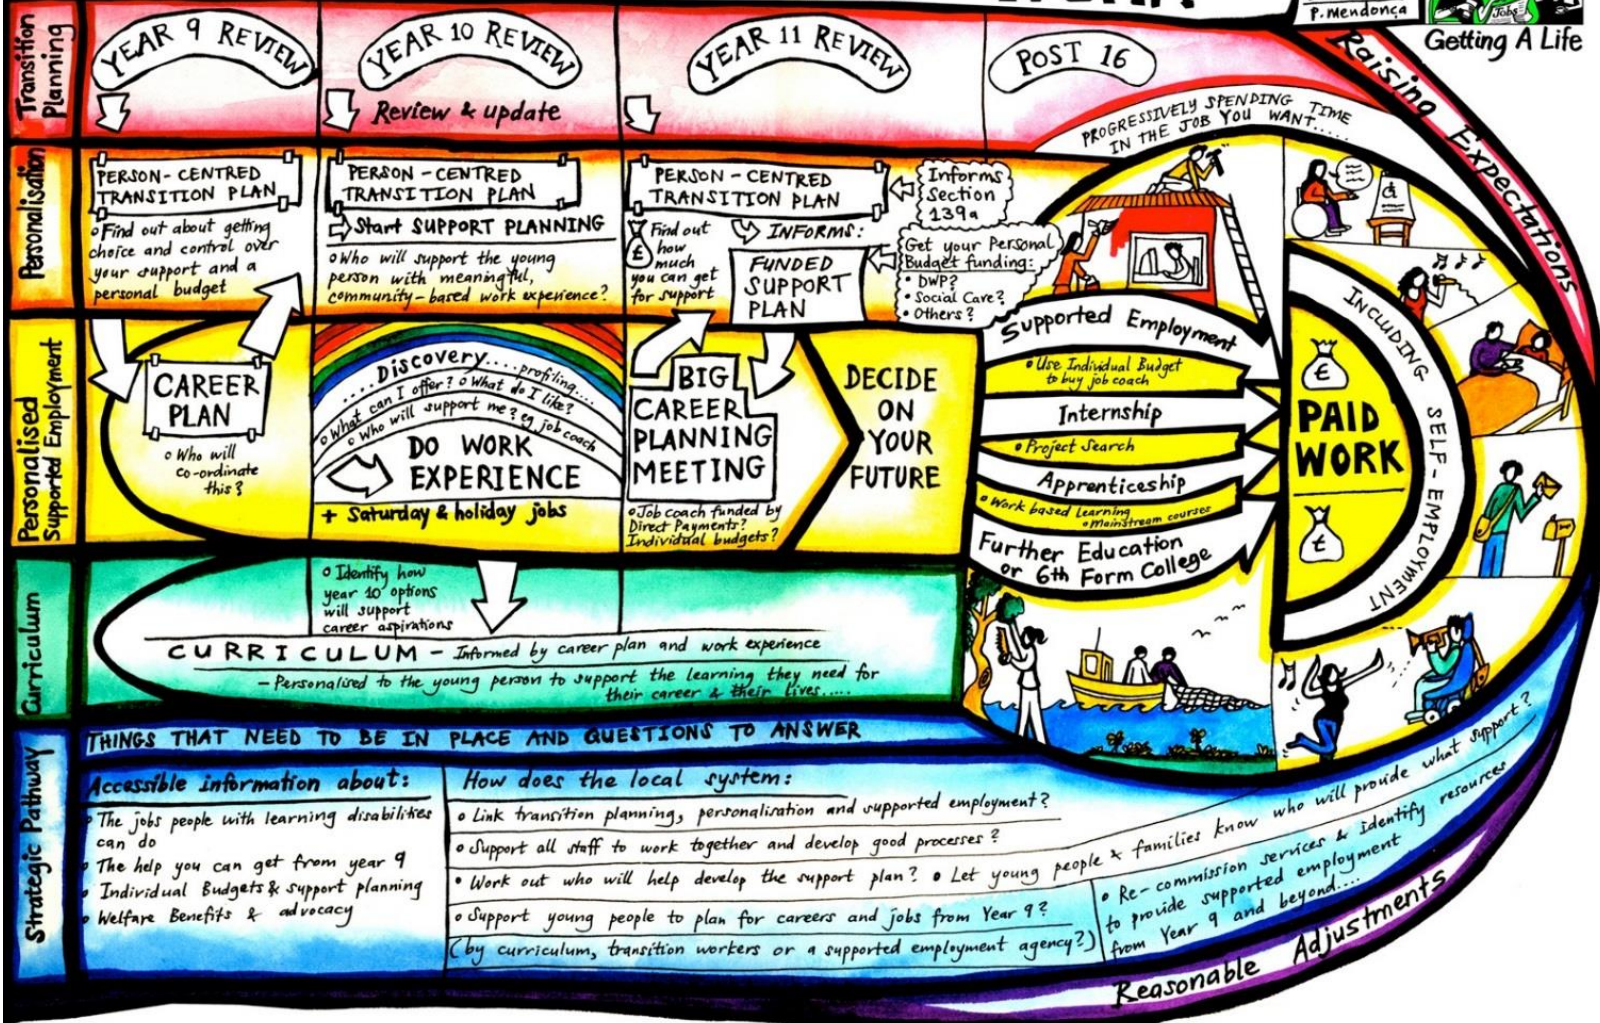 P. Mendonça
Jobs
Getting A Life
Transition
Planning
YEAR 9 REVIEW
YEAR 10 REVIEW
Review & update
YEAR 11 REVIEW
POST 16
PROGRESSIVELY SPENDING TIME
IN THE JOB YOU WANT.....
Raising Expectations
Personalisation
PERSON-CENTRED
TRANSITION PLAN
Find out about getting
choice and control over
your support and a
personal budget
PERSON-CENTRED
TRANSITION PLAN
Start SUPPORT PLANNING
Who will support the young
person with meaningful,
community-based work experience?
PERSON-CENTRED
TRANSITION PLAN
£
Find out
how
much
you can get
for support
INFORMS:
FUNDED
SUPPORT
PLAN
Informs
Section
139a
Get your Personal
Budget funding:
• DWP?
• Social Care?
• Others?
Personalised
Supported Employment
CAREER
PLAN
Who will
co-ordinate
this?
....Discovery....profiling....
What can I offer? What do I like?
Who will support me? eg job coach
DO WORK
EXPERIENCE
+ Saturday & holiday jobs
BIG
CAREER
PLANNING
MEETING
Job coach funded by
Direct Payments?
Individual budgets?
DECIDE
ON
YOUR
FUTURE
Supported Employment
Use Individual Budget
to buy job coach
Internship
Project Search
Apprenticeship
Work based learning
Mainstream courses
Further Education
or 6th Form College
£
PAID
WORK
£
INCLUDING SELF-EMPLOYMENT
Curriculum
Identify how
year 10 options
will support
career aspirations
CURRICULUM - Informed by career plan and work experience
- Personalised to the young person to support the learning they need for
their career & their lives.....
Strategic Pathway
THINGS THAT NEED TO BE IN PLACE AND QUESTIONS TO ANSWER
Accessible information about:
The jobs people with learning disabilities
can do
The help you can get from year 9
Individual Budgets & support planning
Welfare Benefits & advocacy
How does the local system:
Link transition planning, personalisation and supported employment?
Support all staff to work together and develop good processes?
Work out who will help develop the support plan? • Let young people & families know who will provide what support?
Support young people to plan for careers and jobs from Year 9?
(by curriculum, transition workers or a supported employment agency?)
Re-commission services & identify resources
to provide supported employment
from Year 9 and beyond....
Reasonable Adjustments